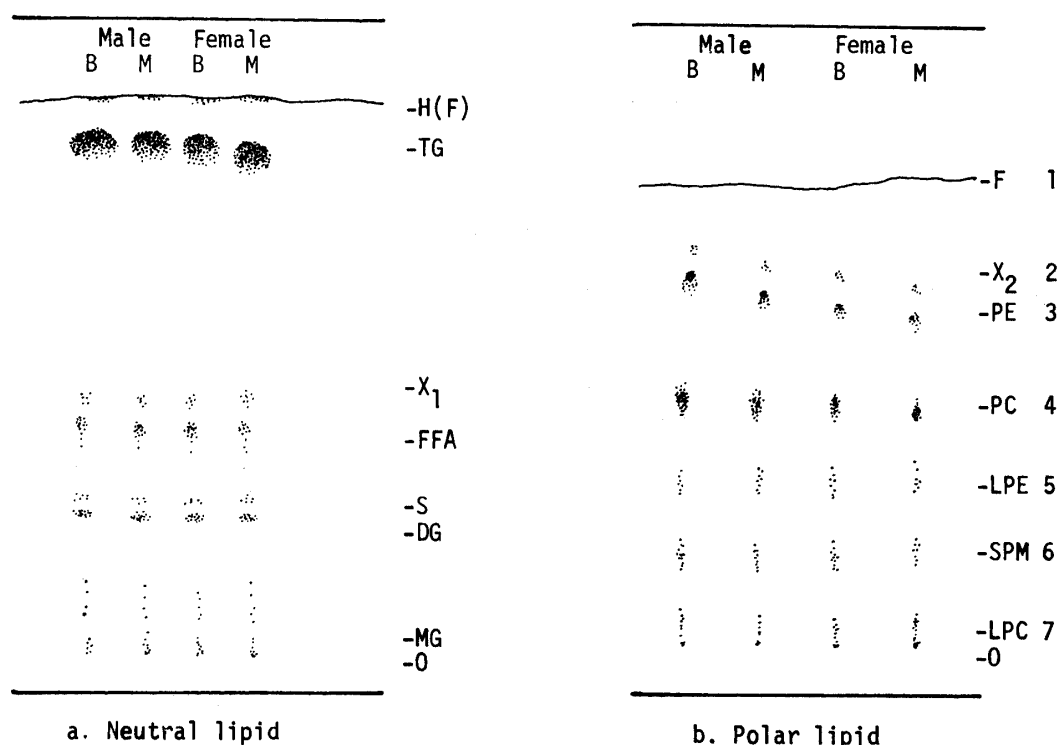 Male Female
B M B M
-H(F)
-TG
-X1
-FFA
-S
-DG
-MG
-O
a. Neutral lipid
Male Female
B M B M
-F 1
-X2 2
-PE 3
-PC 4
-LPE 5
-SPM 6
-LPC 7
-O
b. Polar lipid